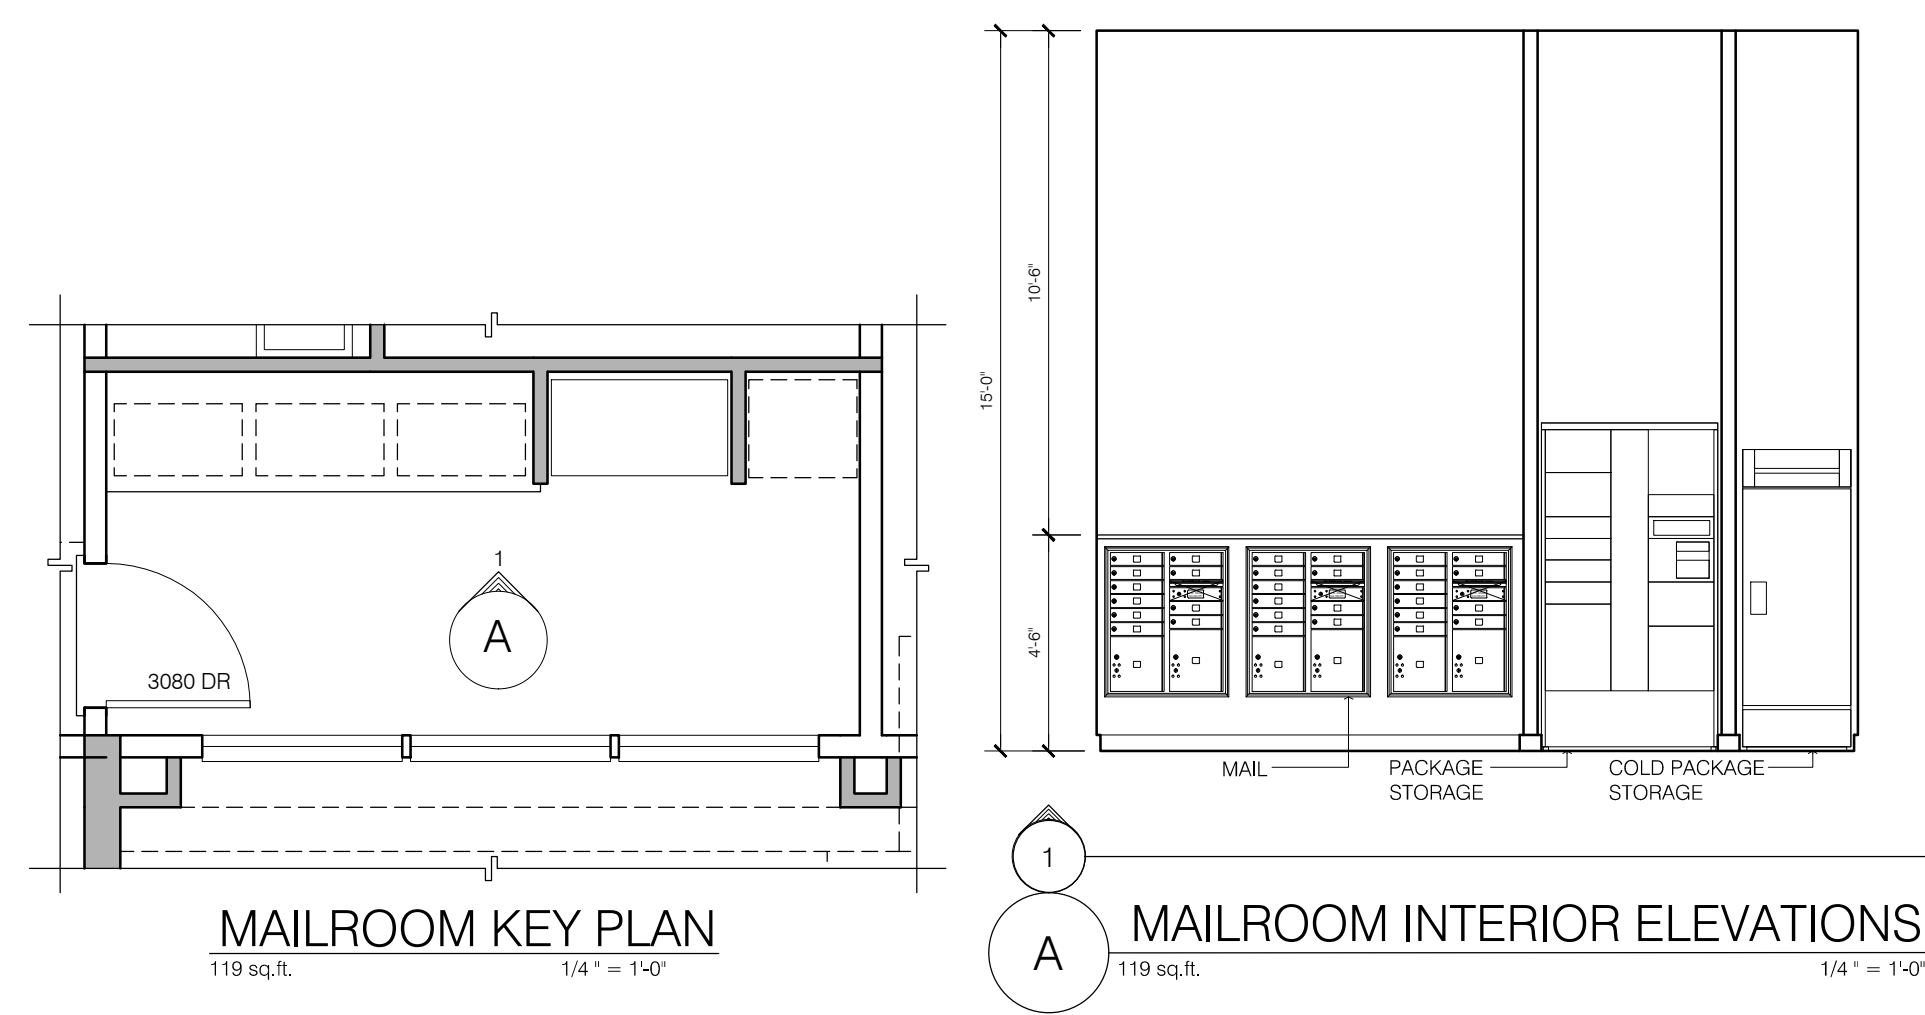 1
A
3080 DR
MAILROOM KEY PLAN
119 sq.ft.
1/4 " = 1'-0"
15'-0"
10'-6"
4'-6"
MAIL
PACKAGE
STORAGE
COLD PACKAGE
STORAGE
1
A
MAILROOM INTERIOR ELEVATIONS
119 sq.ft.
1/4 " = 1'-0"